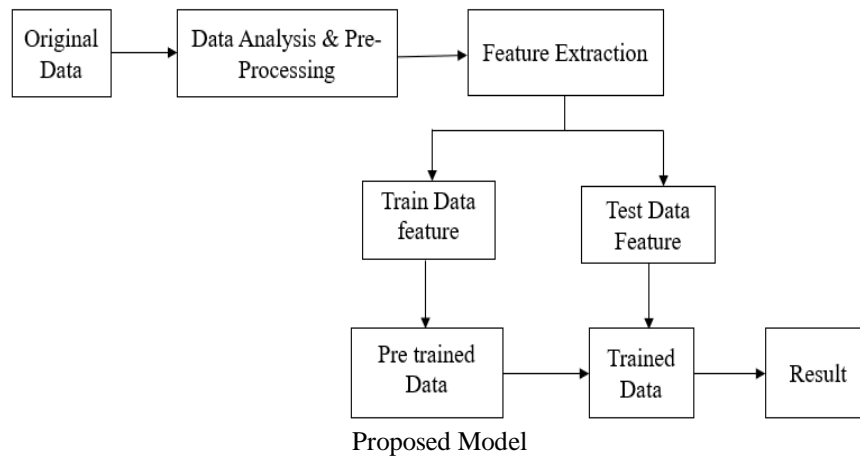 Original
Data
Data Analysis & Pre-
Processing
Feature Extraction
Train Data
feature
Test Data
Feature
Pre trained
Data
Trained
Data
Result
Proposed Model